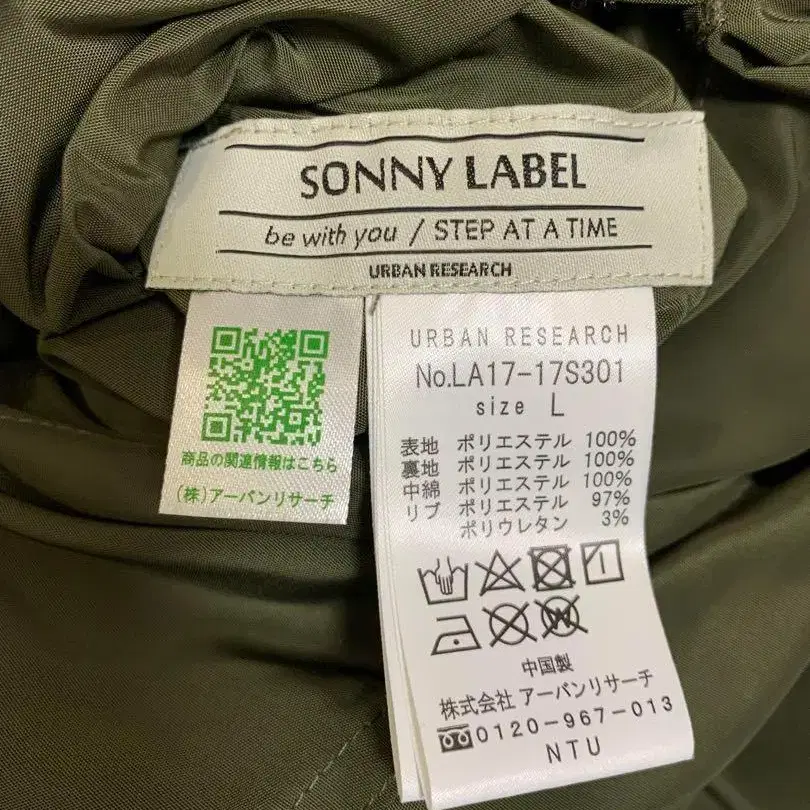 SONNY LABEL
be with you / STEP AT A TIME
URBAN RESEARCH
商品の関連情報はこちら
(株)アーバンリサーチ
URBAN RESEARCH
No.LA17-17S301
size L
表地 ポリエステル 100%
裏地 ポリエステル 100%
中綿 ポリエステル 100%
リブ ポリエステル 97%
ポリウレタン 3%
中国製
株式会社 アーバンリサーチ
0120-967-013
NTU